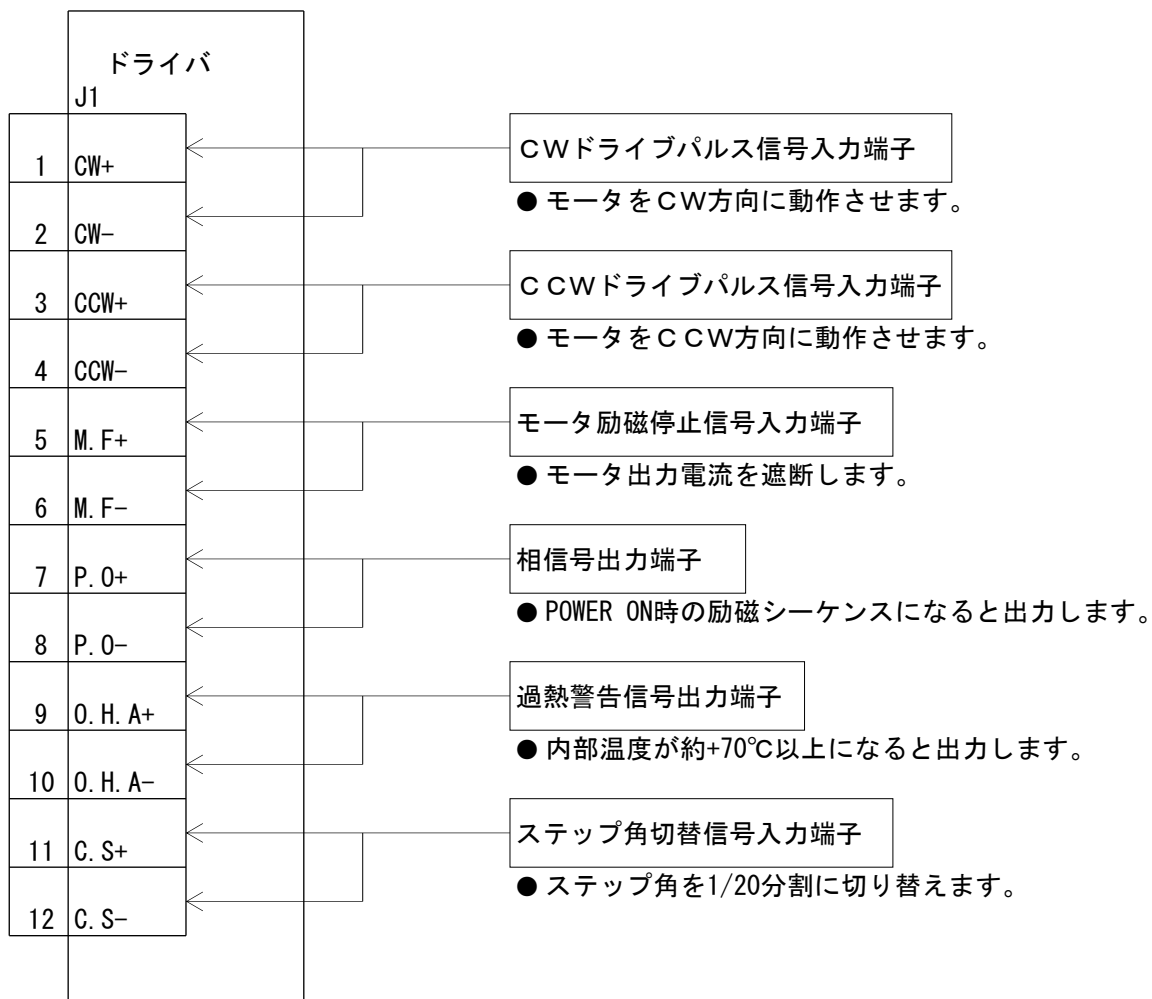 ドライバ
J1
1 CW+
CWドライブパルス信号入力端子
● モータをCW方向に動作させます。
2 CW-
3 CCW+
CCWドライブパルス信号入力端子
● モータをCCW方向に動作させます。
4 CCW-
5 M.F+
モータ励磁停止信号入力端子
● モータ出力電流を遮断します。
6 M.F-
7 P.O+
相信号出力端子
● POWER ON時の励磁シーケンスになると出力します。
8 P.O-
9 O.H.A+
過熱警告信号出力端子
● 内部温度が約+70℃以上になると出力します。
10 O.H.A-
11 C.S+
ステップ角切替信号入力端子
● ステップ角を1/20分割に切り替えます。
12 C.S-